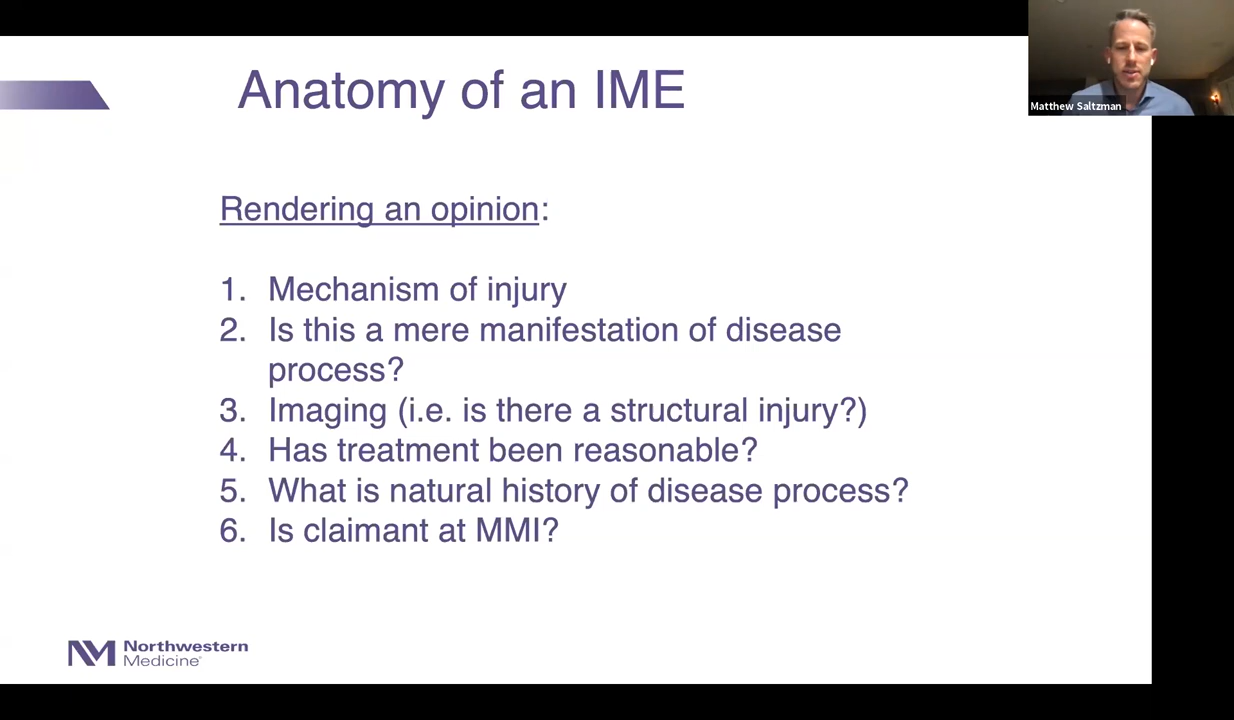 Anatomy of an IME
Matthew Saltzman
Rendering an opinion:
1. Mechanism of injury
2. Is this a mere manifestation of disease
process?
3. Imaging (i.e. is there a structural injury?)
4. Has treatment been reasonable?
5. What is natural history of disease process?
6. Is claimant at MMI?
NM Northwestern
Medicine®